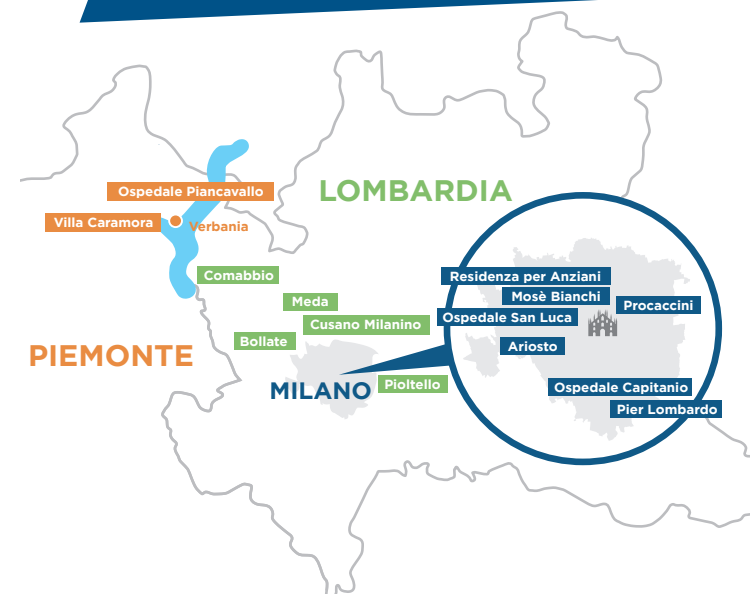 Ospedale Piancavallo
LOMBARDIA
Villa Caramora
Verbania
Comabbio
Residenza per Anziani
Mosè Bianchi
Procaccini
Meda
Ospedale San Luca
Cusano Milanino
Bollate
Ariosto
PIEMONTE
MILANO
Pioltello
Ospedale Capitanio
Pier Lombardo